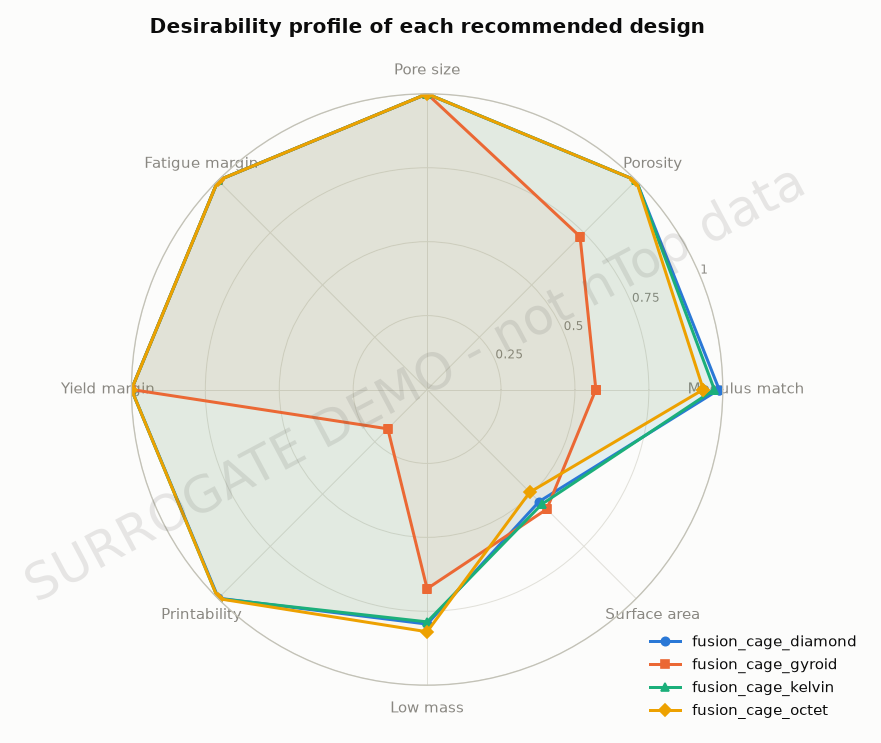 Desirability profile of each recommended design
Pore size
Fatigue margin
Porosity
1
0.75
0.5
0.25
Yield margin
Modulus match
SURROGATE DEMO - not nTop data
Printability
Surface area
Low mass
fusion_cage_diamond
fusion_cage_gyroid
fusion_cage_kelvin
fusion_cage_octet